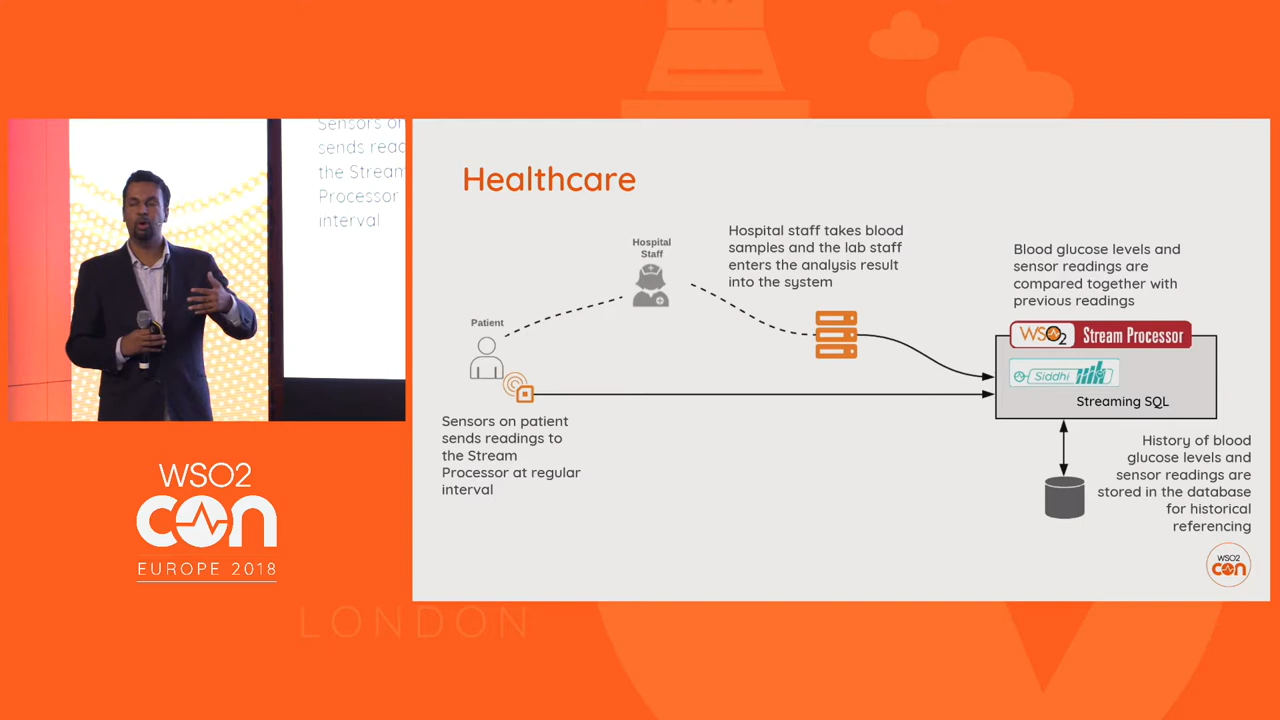 Sensors on
sends read
the Stream
Processor
interval
WSO2
CON
EUROPE 2018
LONDON
Healthcare
Hospital
Staff
Hospital staff takes blood
samples and the lab staff
enters the analysis result
into the system
Blood glucose levels and
sensor readings are
compared together with
previous readings
Patient
WSO2 Stream Processor
Siddhi
Streaming SQL
Sensors on patient
sends readings to
the Stream
Processor at regular
interval
History of blood
glucose levels and
sensor readings are
stored in the database
for historical
referencing
WSO2
CON